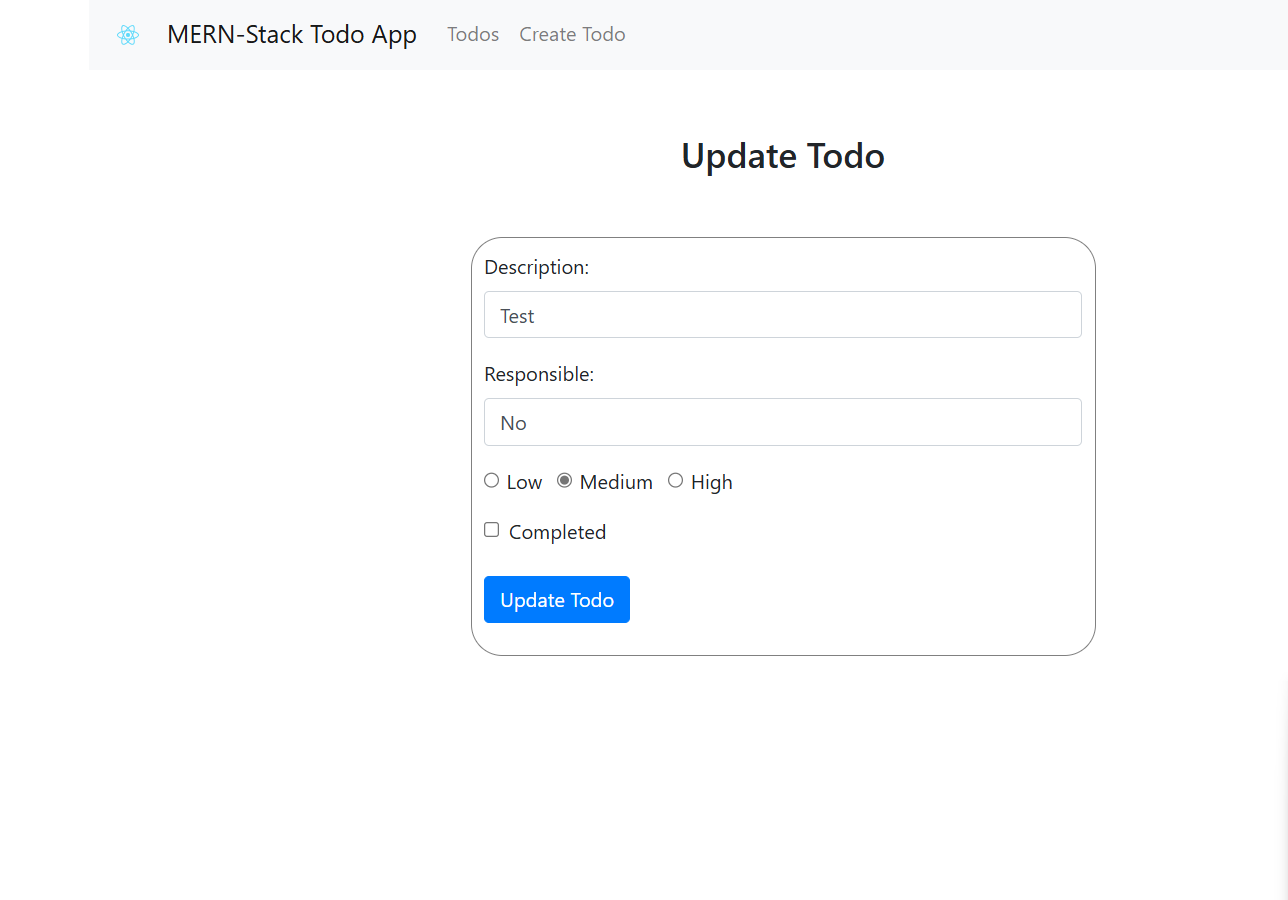 MERN-Stack Todo App Todos Create Todo
Update Todo
Description:
Test
Responsible:
No
Low Medium High
Completed
Update Todo